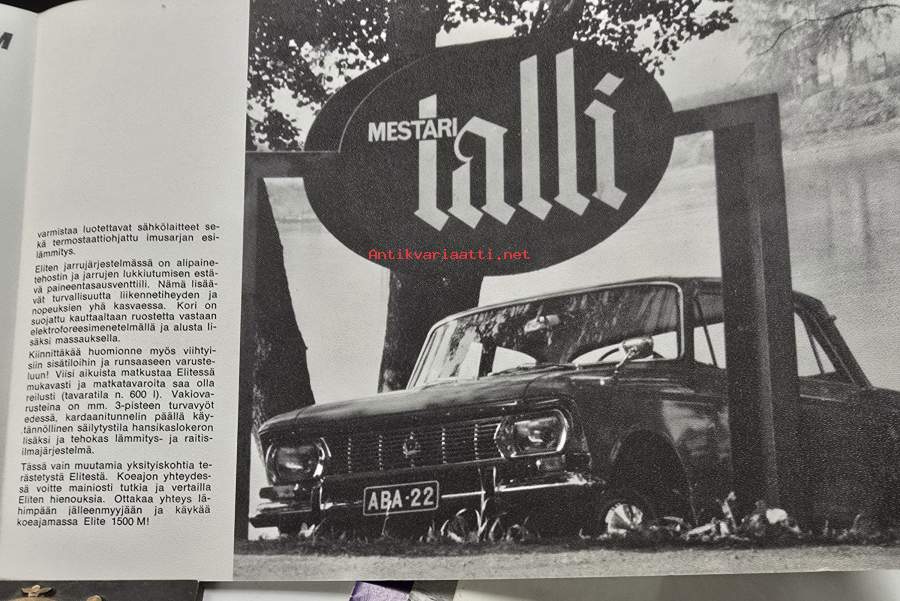 M
varmistaa luotettavat sähkölaitteet se-
kä termostaattiohjattu imusarjan esi-
lämmitys.
Eliten jarrujärjestelmässä on alipaine-
tehostin ja jarrujen lukkiutumisen estä-
vä paineentasausventtiili. Nämä lisää-
vät turvallisuutta liikennetiheyden ja
nopeuksien yhä kasvaessa. Kori on
suojattu kauttaaltaan ruostetta vastaan
elektroforeesimenetelmällä ja alusta li-
säksi massauksella.
Kiinnittäkää huomionne myös viihtyi-
siin sisätiloihin ja runsaaseen varuste-
luun! Viisi aikuista matkustaa Elitessä
mukavasti ja matkatavaroita saa olla
reilusti (tavaratila n. 600 l). Vakiova-
rusteina on mm. 3-pisteen turvavyöt
edessä, kardaanitunnelin päällä käy-
tännöllinen säilytystila hansikaslokeron
lisäksi ja tehokas lämmitys- ja raitis-
ilmajärjestelmä.
Tässä vain muutamia yksityiskohtia te-
rästetystä Elitestä. Koeajon yhteydes-
sä voitte mainiosti tutkia ja vertailla
Eliten hienouksia. Ottakaa yhteys lä-
himpään jälleenmyyjään ja käykää
koeajamassa Elite 1500 M!
MESTARI
talli
Antikvariaatti.net
ABA-22